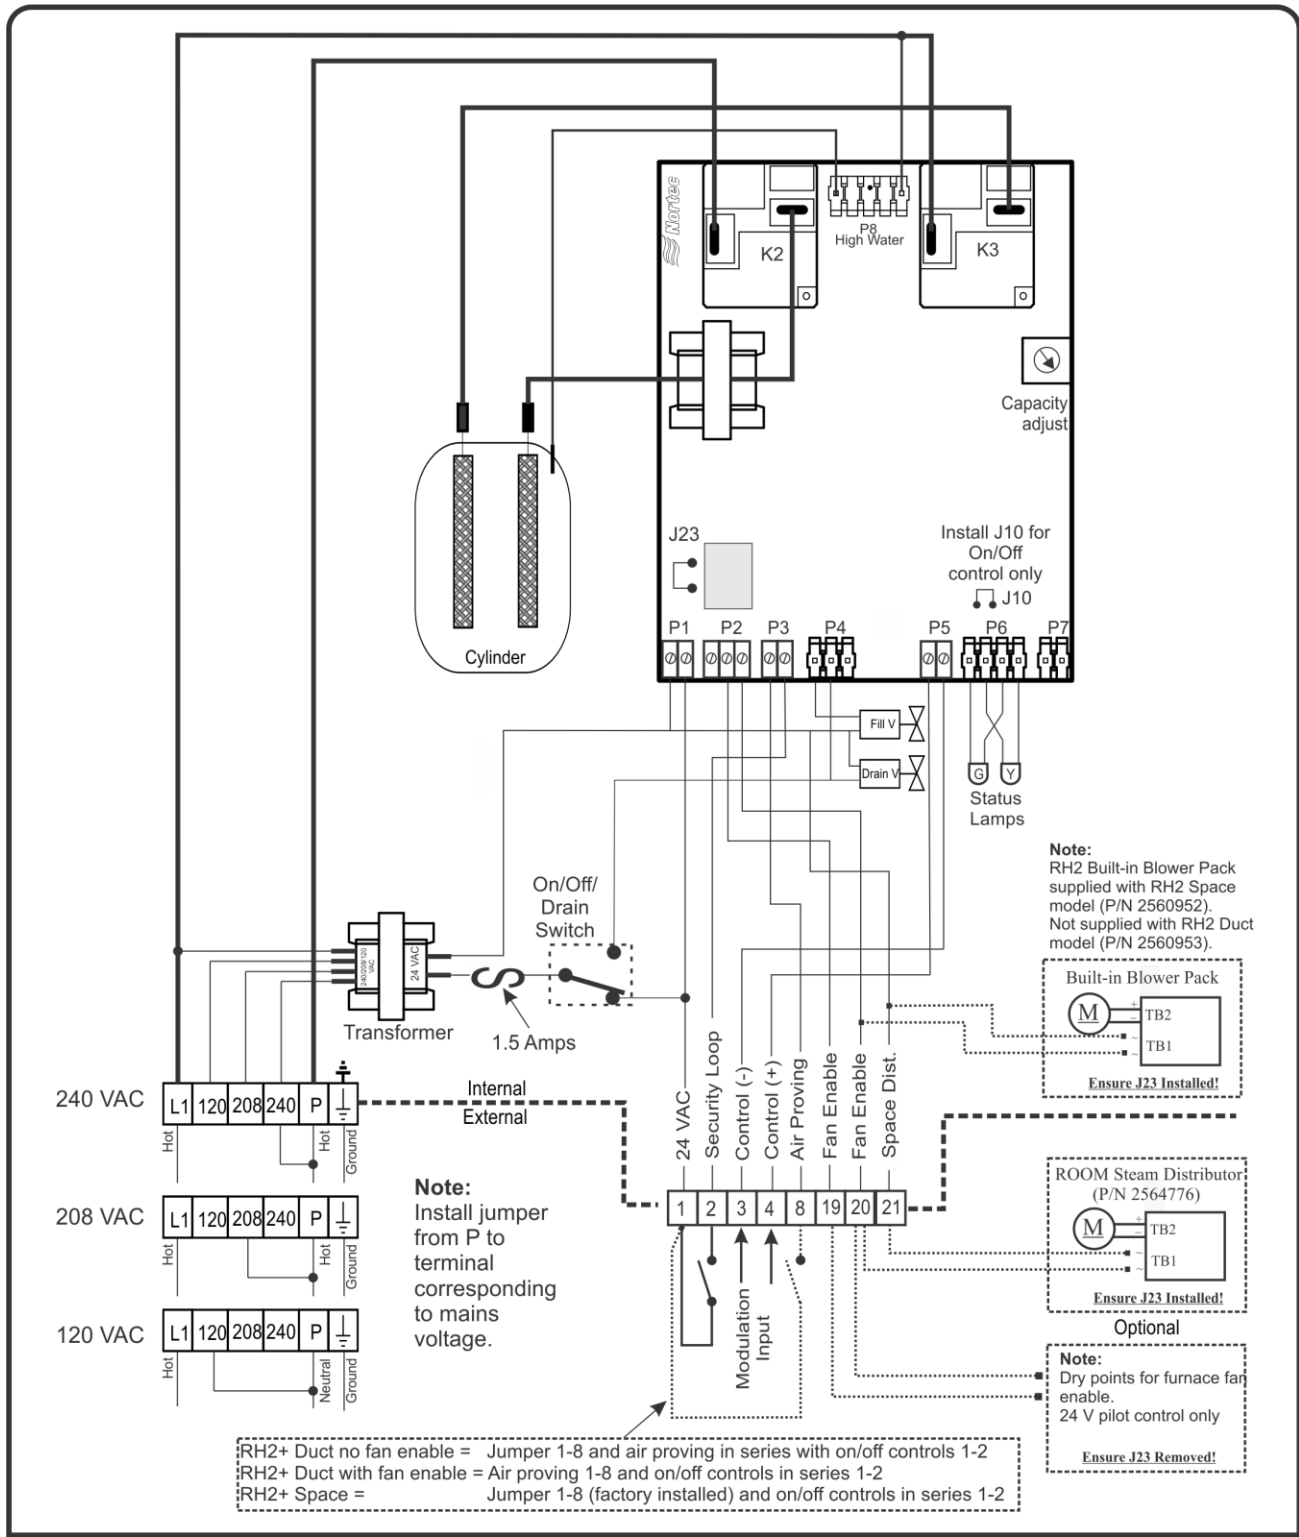 Nortec
P8
High Water
K2
K3
Capacity
adjust
J23
Install J10 for
On/Off
control only
J10
P1
P2
P3
P4
P5
P6
P7
Cylinder
Fill V
Drain V
G
Y
Status
Lamps
Note:
RH2 Built-in Blower Pack
supplied with RH2 Space
model (P/N 2560952).
Not supplied with RH2 Duct
model (P/N 2560953).
On/Off/
Drain
Switch
240/208/120
VAC
24 VAC
Transformer
1.5 Amps
Built-in Blower Pack
M
+
–
TB2
~
~
TB1
Ensure J23 Installed!
24 VAC
Security Loop
Control (-)
Control (+)
Air Proving
Fan Enable
Fan Enable
Space Dist.
Internal
External
240 VAC
L1 120 208 240 P
Hot
Hot
Ground
208 VAC
L1 120 208 240 P
Hot
Hot
Ground
120 VAC
L1 120 208 240 P
Hot
Neutral
Ground
Note:
Install jumper
from P to
terminal
corresponding
to mains
voltage.
1 2 3 4 8 19 20 21
Modulation
Input
ROOM Steam Distributor
(P/N 2564776)
M
+
–
TB2
~
~
TB1
Ensure J23 Installed!
Optional
Note:
Dry points for furnace fan
enable.
24 V pilot control only
Ensure J23 Removed!
RH2+ Duct no fan enable = Jumper 1-8 and air proving in series with on/off controls 1-2
RH2+ Duct with fan enable = Air proving 1-8 and on/off controls in series 1-2
RH2+ Space = Jumper 1-8 (factory installed) and on/off controls in series 1-2